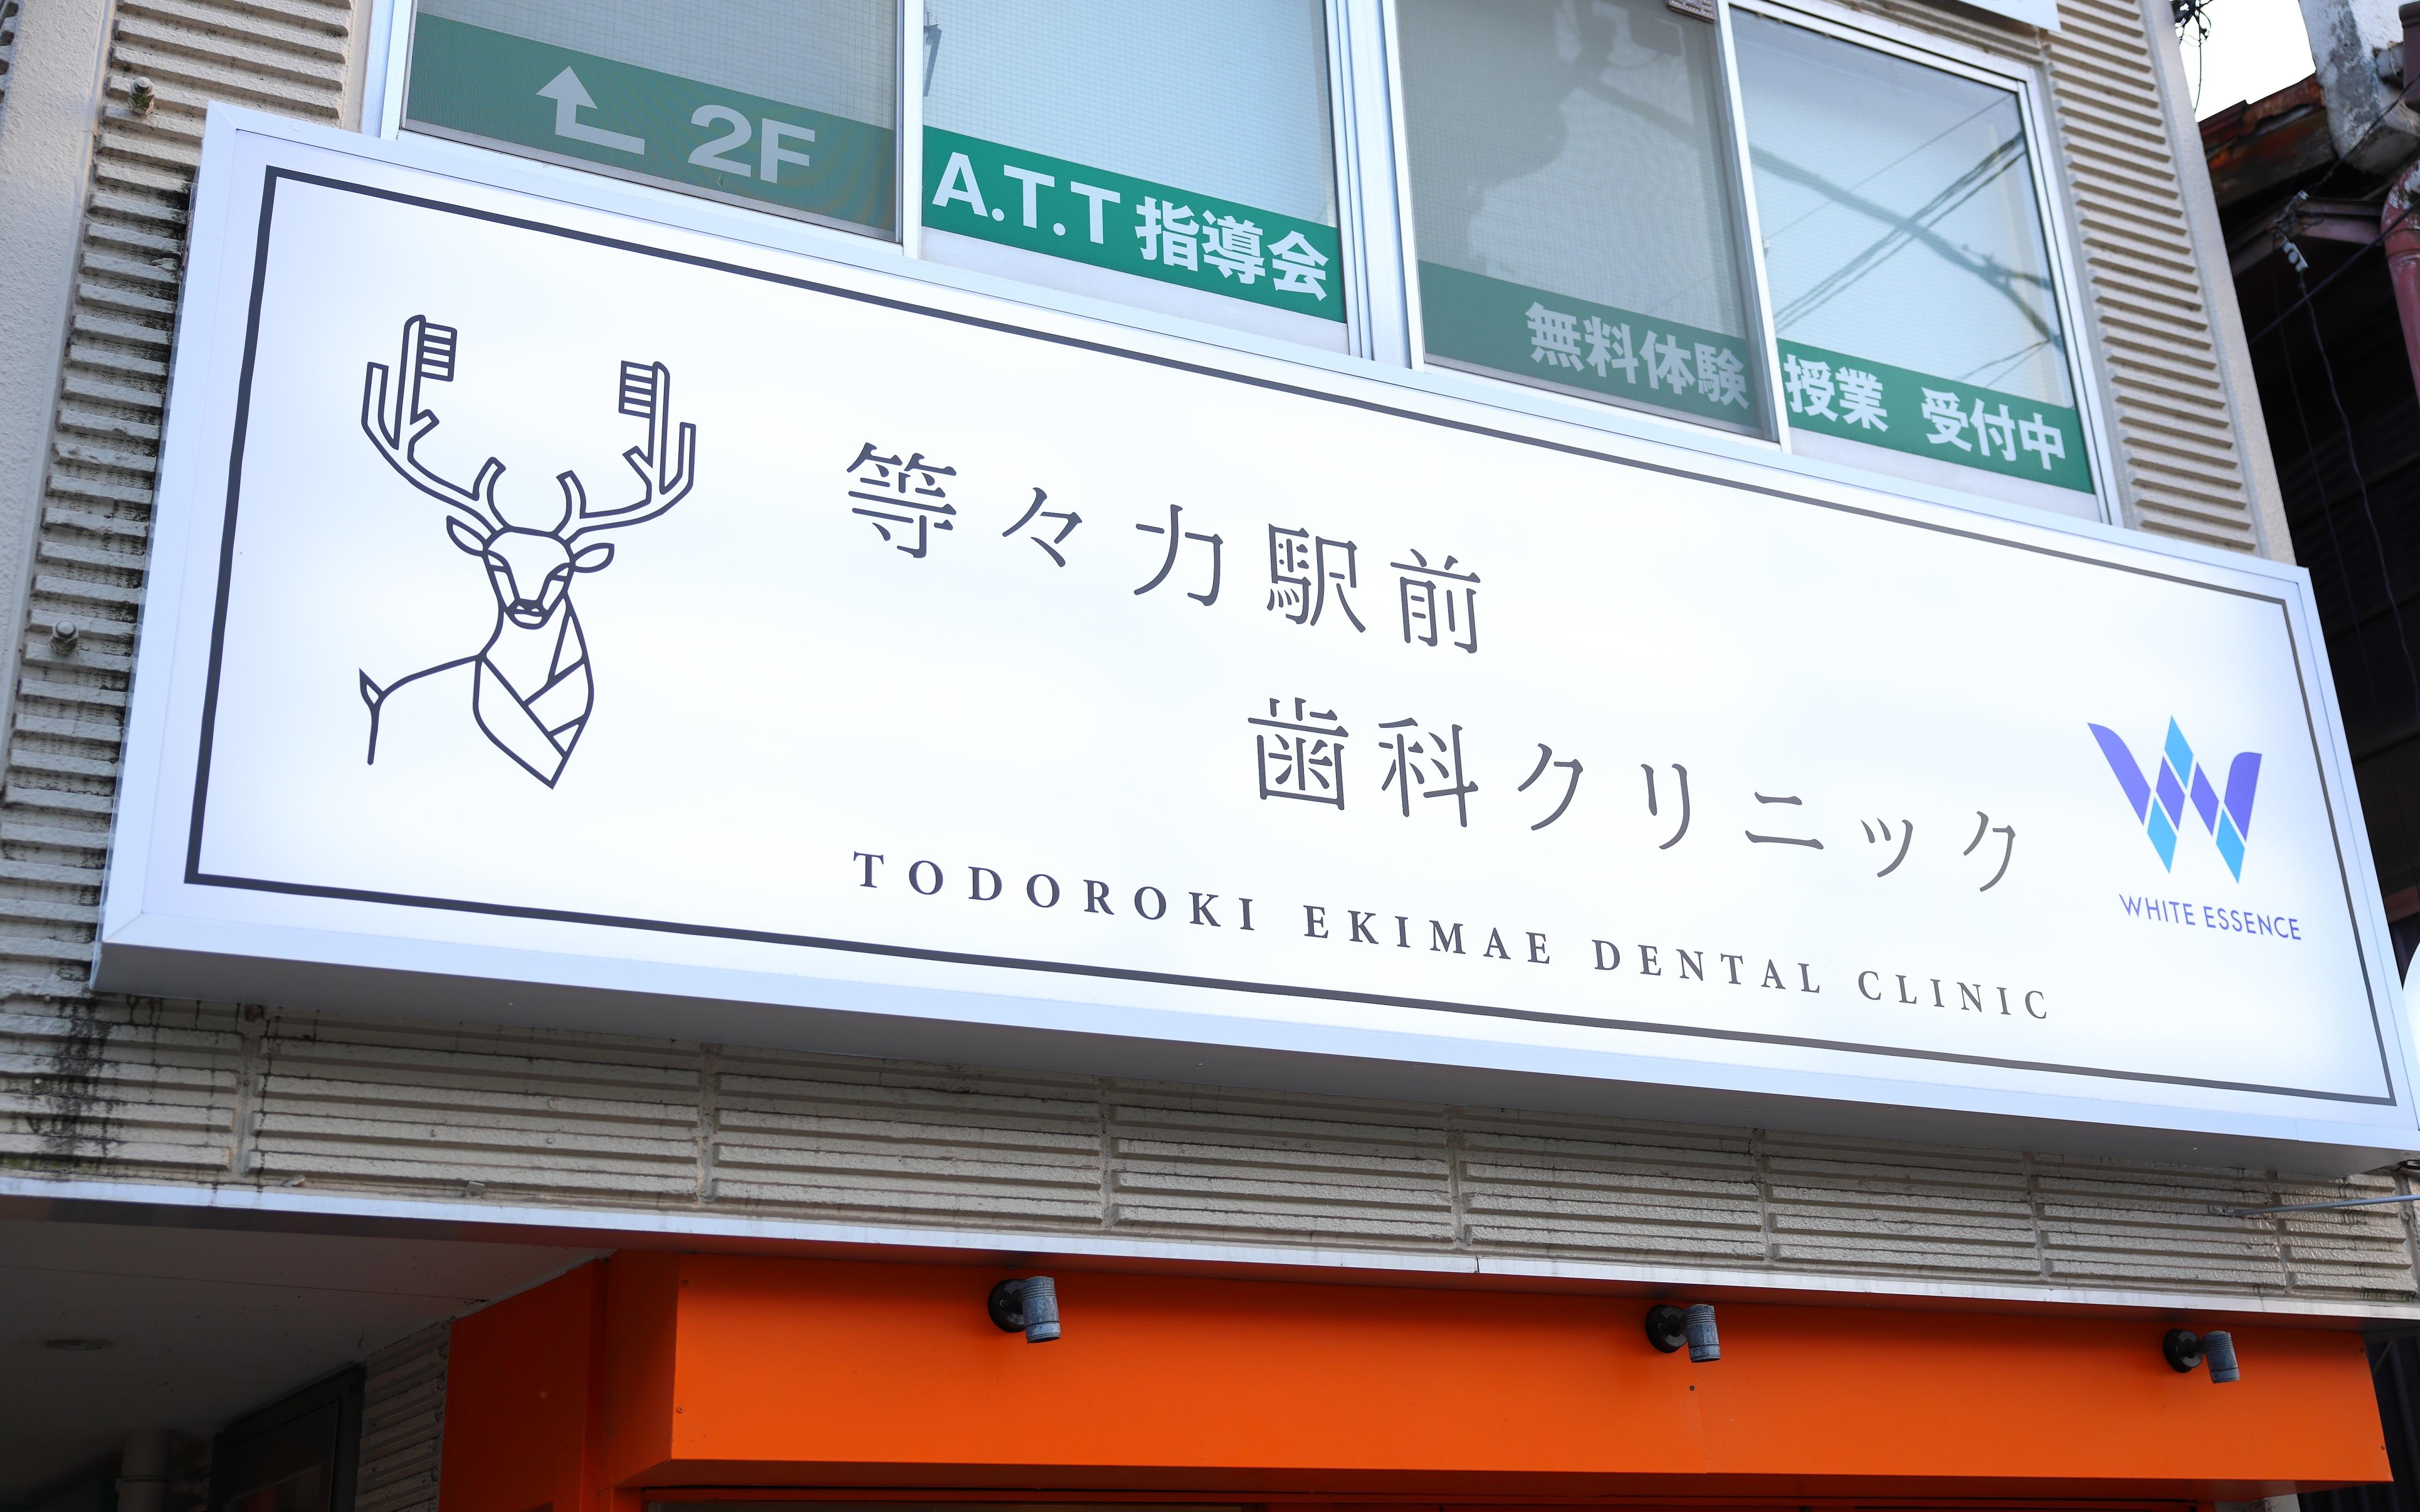 2F
A.T.T指導会
無料体験授業 受付中
等々力駅前
歯科クリニック
TODOROKI EKIMAE DENTAL CLINIC
WHITE ESSENCE